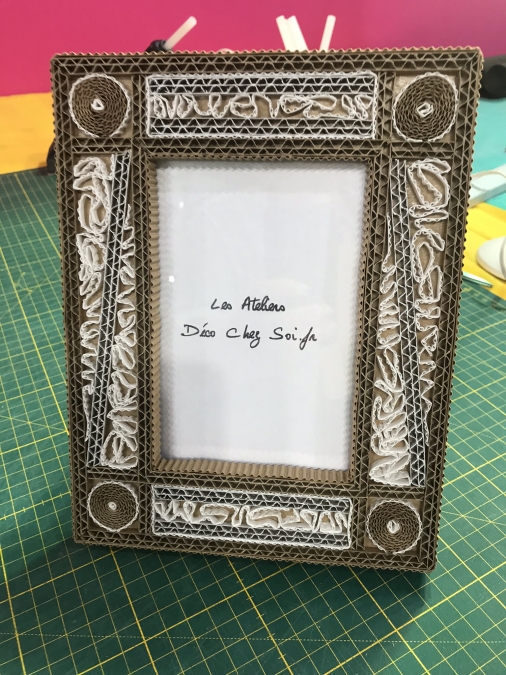 Les Ateliers
Déco Chez Soi.fr